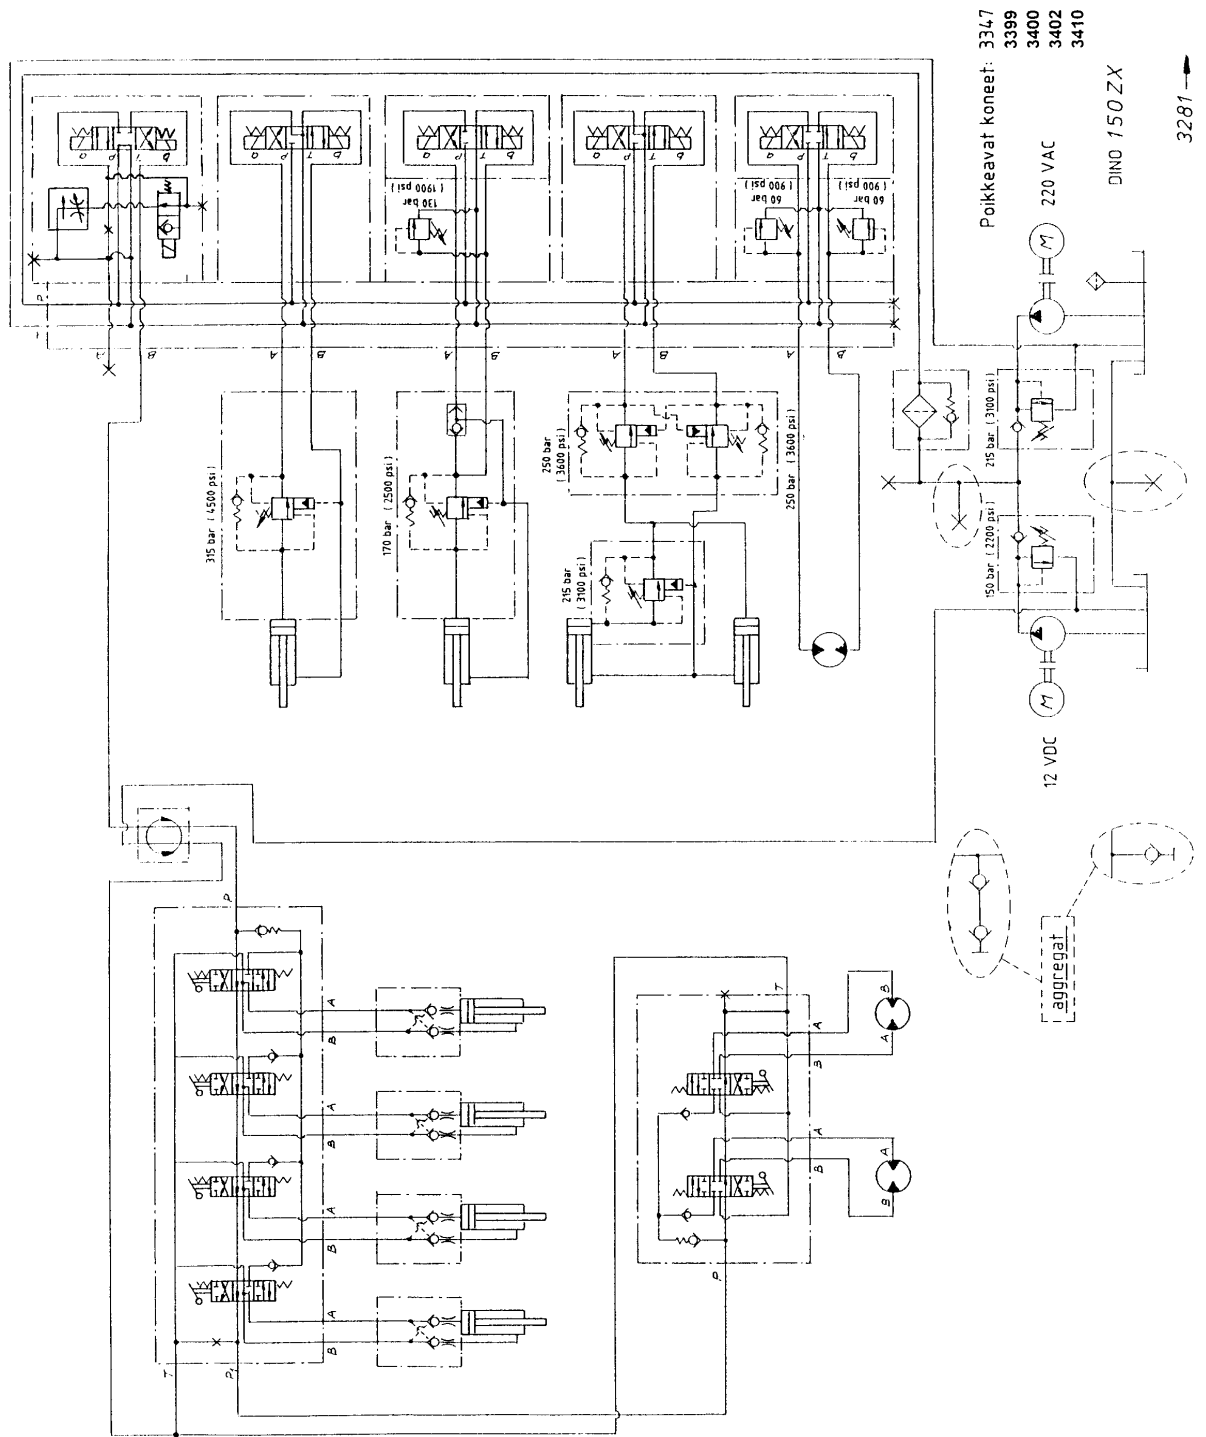 Poikkeavat koneet: 3347
3399
3400
3402
3410
DINO 150ZX
3281
220 VAC
M
12 VDC
M
215 bar ( 3100 psi)
150 bar ( 2200 psi)
a P T b
a P T b
a P T b
a P T b
a P T b
130 bar
( 1900 psi )
60 bar
( 900 psi )
60 bar
( 900 psi )
P
A
B
A
B
A
B
A
B
A
B
315 bar ( 4500 psi)
170 bar ( 2500 psi)
250 bar
( 3600 psi)
250 bar ( 3600 psi)
215 bar
( 3100 psi)
P
A
B
A
B
A
B
A
B
T
P1
T
A
B
A
B
P
B
A
A
B
aggregat